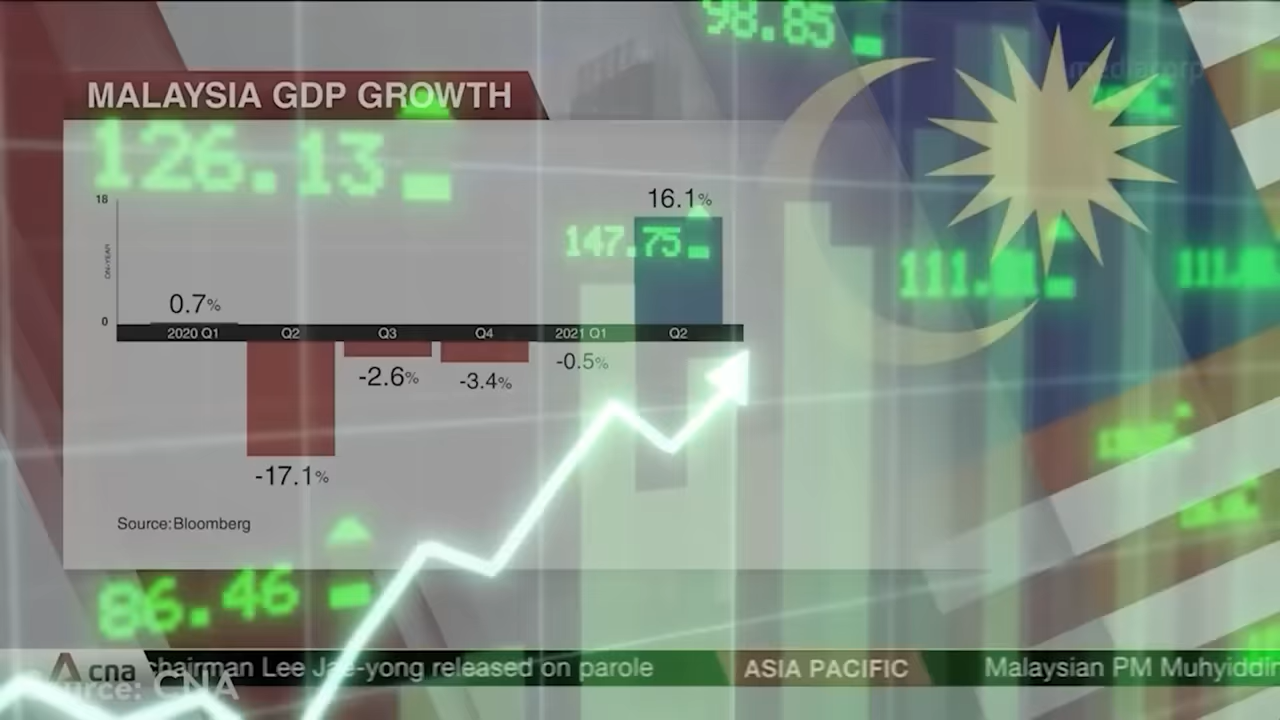 98.85
mediacorp
MALAYSIA GDP GROWTH
126.13
18
ON-YEAR
0
0.7%
16.1%
147.75
2020 Q1
Q2
Q3
Q4
2021 Q1
Q2
-17.1%
-2.6%
-3.4%
-0.5%
Source:Bloomberg
86.46
cna
chairman Lee Jae-yong released on parole
ASIA PACIFIC
Malaysian PM Muhyiddin
Source: CNA